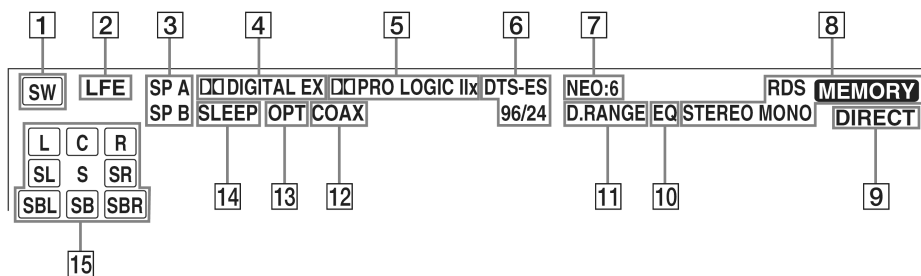 1 2 3 4 5 6 7 8
SW LFE SP A DIGITAL EX PRO LOGIC IIx DTS-ES NEO:6 RDS MEMORY
SP B SLEEP OPT COAX 96/24 D.RANGE EQ STEREO MONO DIRECT
L C R
SL S SR
SBL SB SBR
14 13 12 11 10 9
15